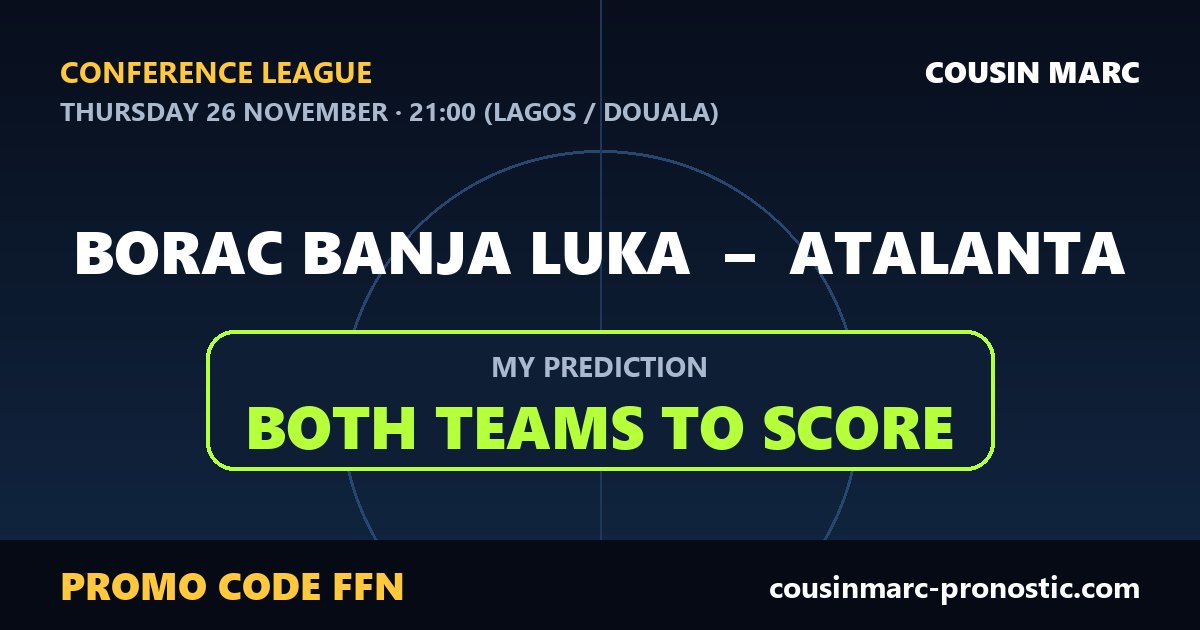 CONFERENCE LEAGUE
COUSIN MARC
THURSDAY 26 NOVEMBER · 21:00 (LAGOS / DOUALA)
BORAC BANJA LUKA – ATALANTA
MY PREDICTION
BOTH TEAMS TO SCORE
PROMO CODE FFN
cousinmarc-pronostic.com